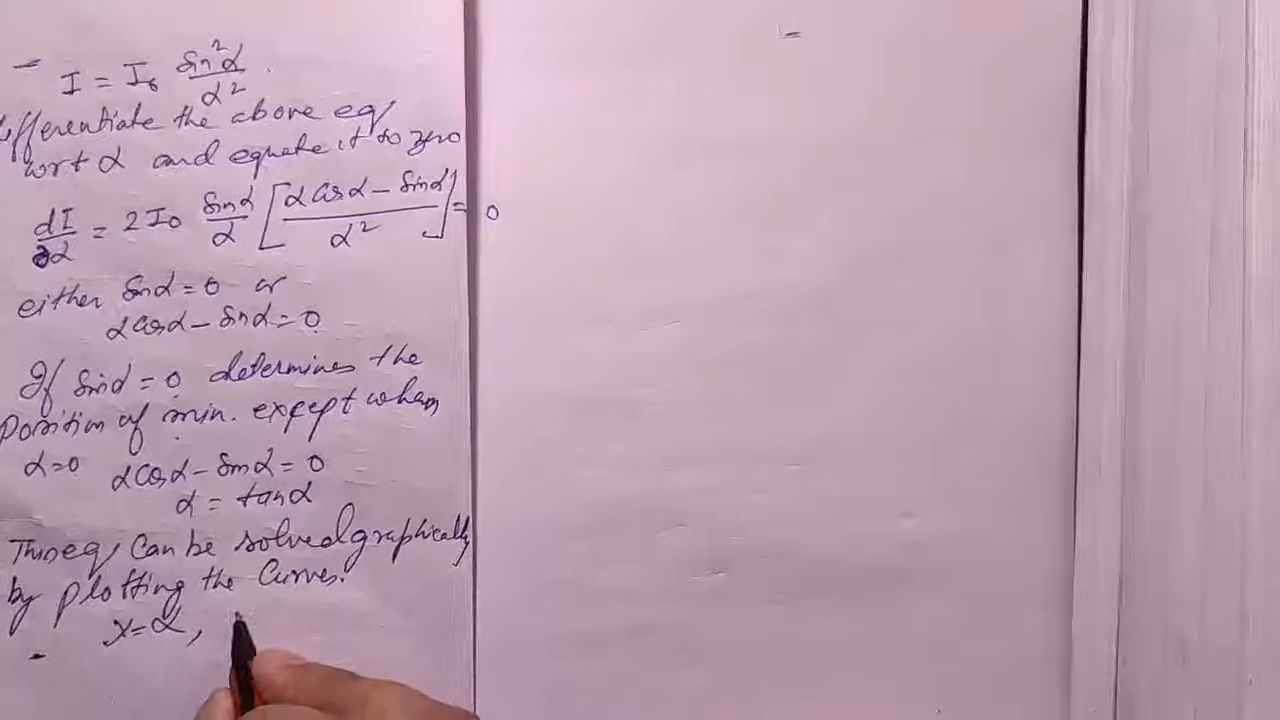 I = I₀ sin²α / α²
differentiate the above eq
wrt α and equate it to zero
dI/dα = 2I₀ sinα/α [αcosα – sinα / α²] = 0
either sinα = 0 or
αcosα – sinα = 0
If sinα = 0 determines the
position of min. except when
α=0 αcosα – sinα = 0
α = tanα
This eq can be solved graphically
by plotting the curves.
y=α,